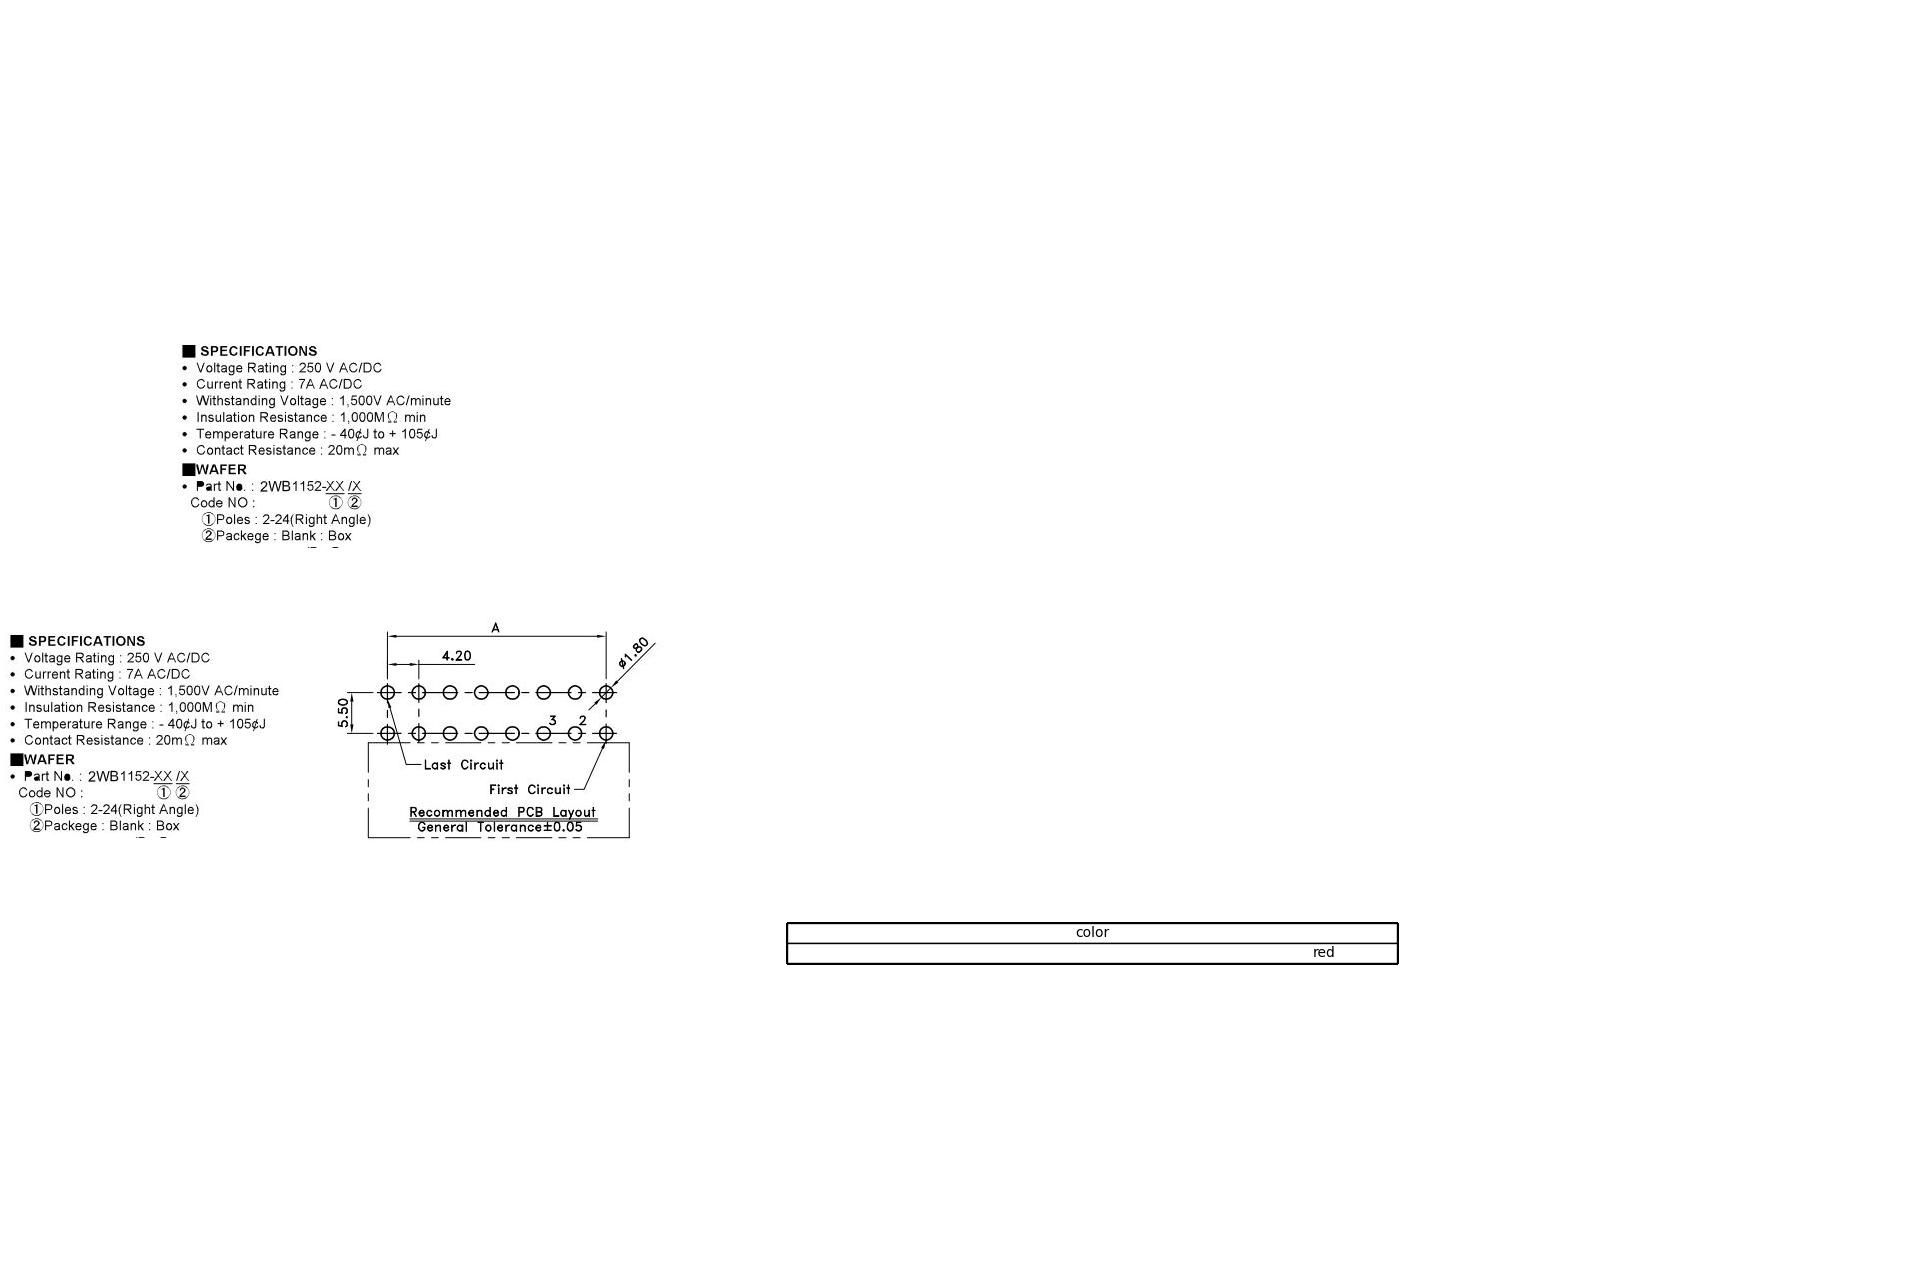 ■ SPECIFICATIONS
• Voltage Rating : 250 V AC/DC
• Current Rating : 7A AC/DC
• Withstanding Voltage : 1,500V AC/minute
• Insulation Resistance : 1,000MΩ min
• Temperature Range : - 40¢J to + 105¢J
• Contact Resistance : 20mΩ max
■WAFER
• Part No. : 2WB1152-XX /X
Code NO : ① ②
①Poles : 2-24(Right Angle)
②Packege : Blank : Box
■ SPECIFICATIONS
• Voltage Rating : 250 V AC/DC
• Current Rating : 7A AC/DC
• Withstanding Voltage : 1,500V AC/minute
• Insulation Resistance : 1,000MΩ min
• Temperature Range : - 40¢J to + 105¢J
• Contact Resistance : 20mΩ max
■WAFER
• Part No. : 2WB1152-XX /X
Code NO : ① ②
①Poles : 2-24(Right Angle)
②Packege : Blank : Box
A
4.20
ø1.80
5.50
3 2
Last Circuit
First Circuit
Recommended PCB Layout
General Tolerance±0.05
color
red